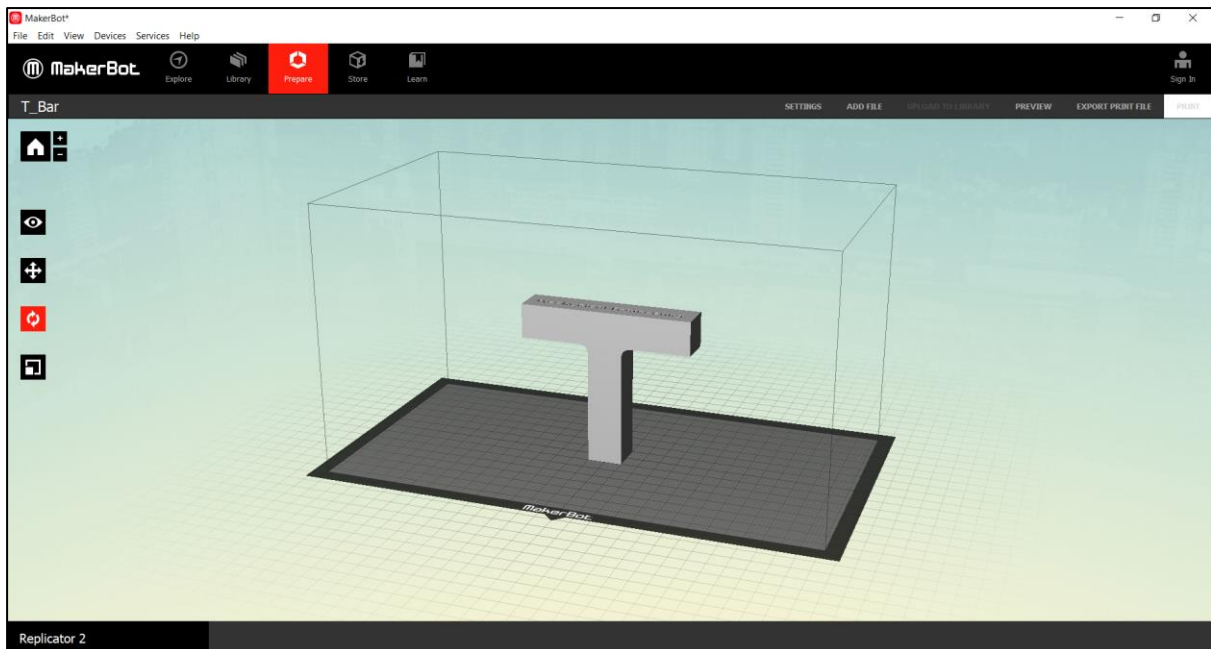 MakerBot*
File Edit View Devices Services Help
MakerBot
Explore Library Prepare Store Learn Sign In
T_Bar SETTINGS ADD FILE UPLOAD TO LIBRARY PREVIEW EXPORT PRINT FILE PRINT
MakerBot
Replicator 2